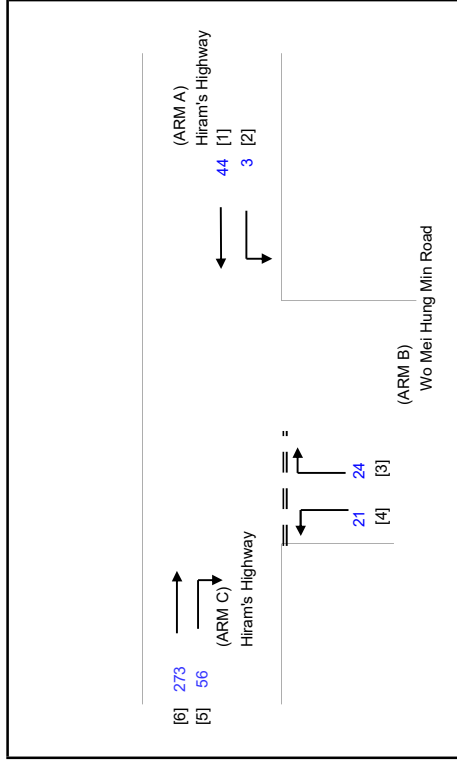 (ARM A)
Hiram's Highway
44 [1]
3 [2]
[6] 273
[5] 56
(ARM C)
Hiram's Highway
21 24
[4] [3]
(ARM B)
Wo Mei Hung Min Road